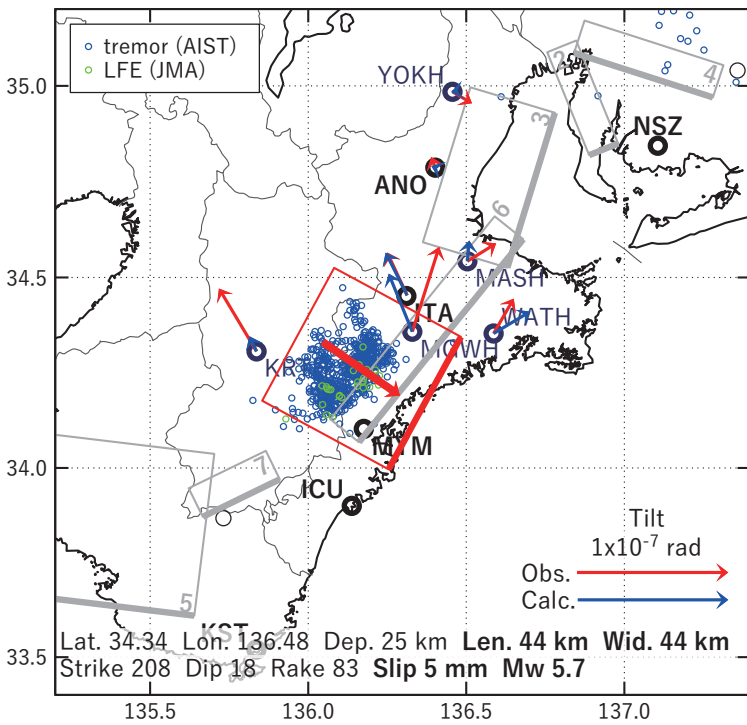 tremor (AIST)
LFE (JMA)
YOKH
2
4
35.0
3
NSZ
ANO
6
34.5
MASH
ITA
WATH
MGWH
KRT
MYM
34.0
7
ICU
Tilt
1x10-7 rad
Obs.
Calc.
5
KST
Lat. 34.34 Lon. 136.48 Dep. 25 km Len. 44 km Wid. 44 km
33.5
Strike 208 Dip 18 Rake 83 Slip 5 mm Mw 5.7
135.5 136.0 136.5 137.0